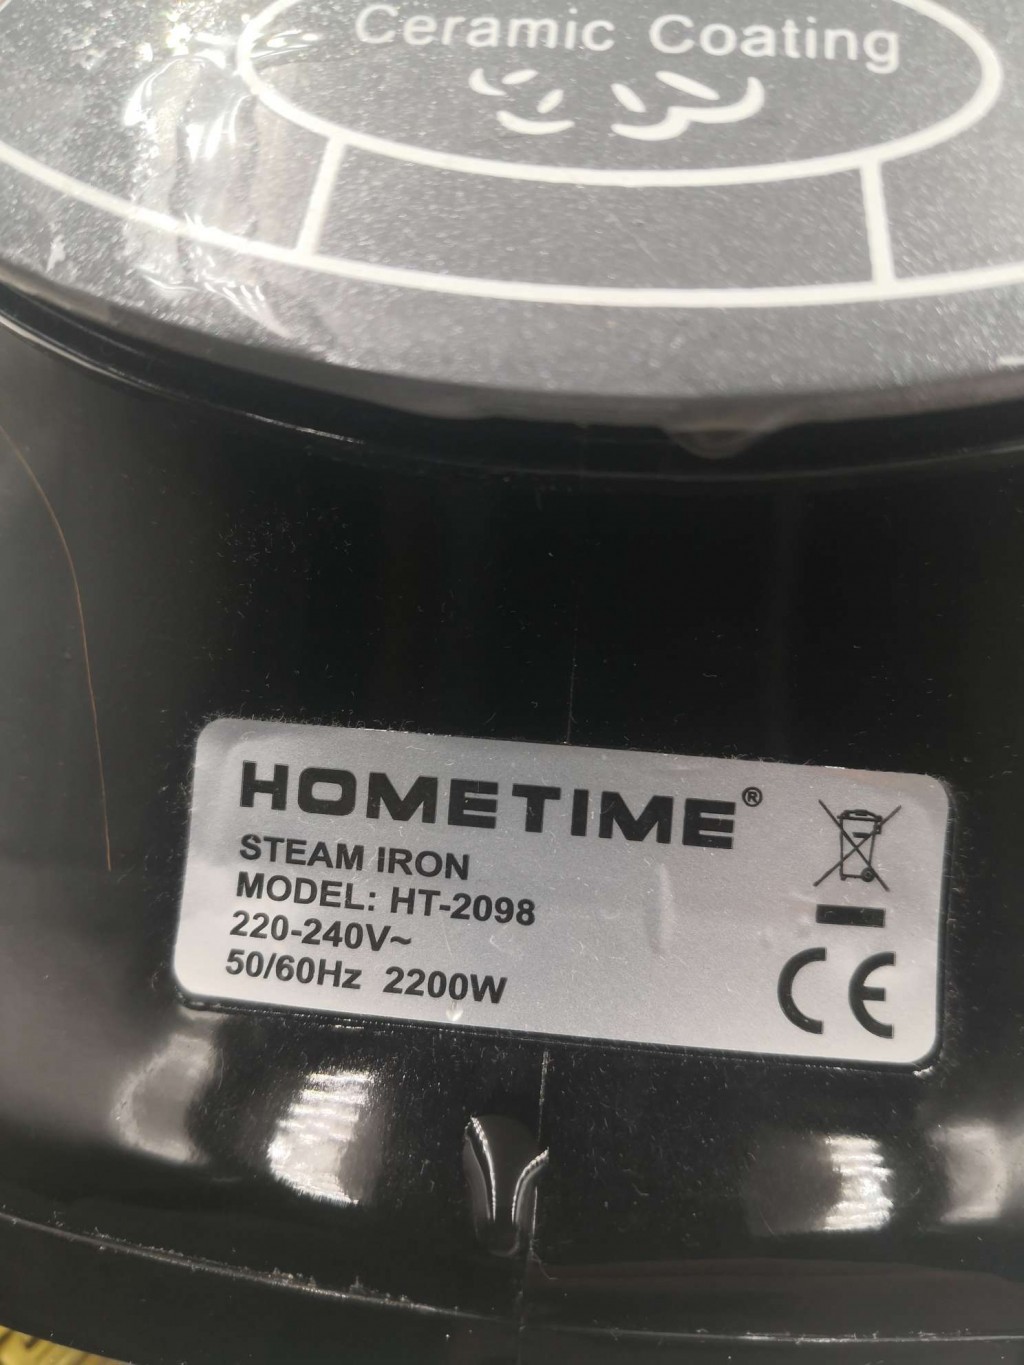 Ceramic Coating
HOMETIME®
STEAM IRON
MODEL: HT-2098
220-240V~
50/60Hz 2200W
CE